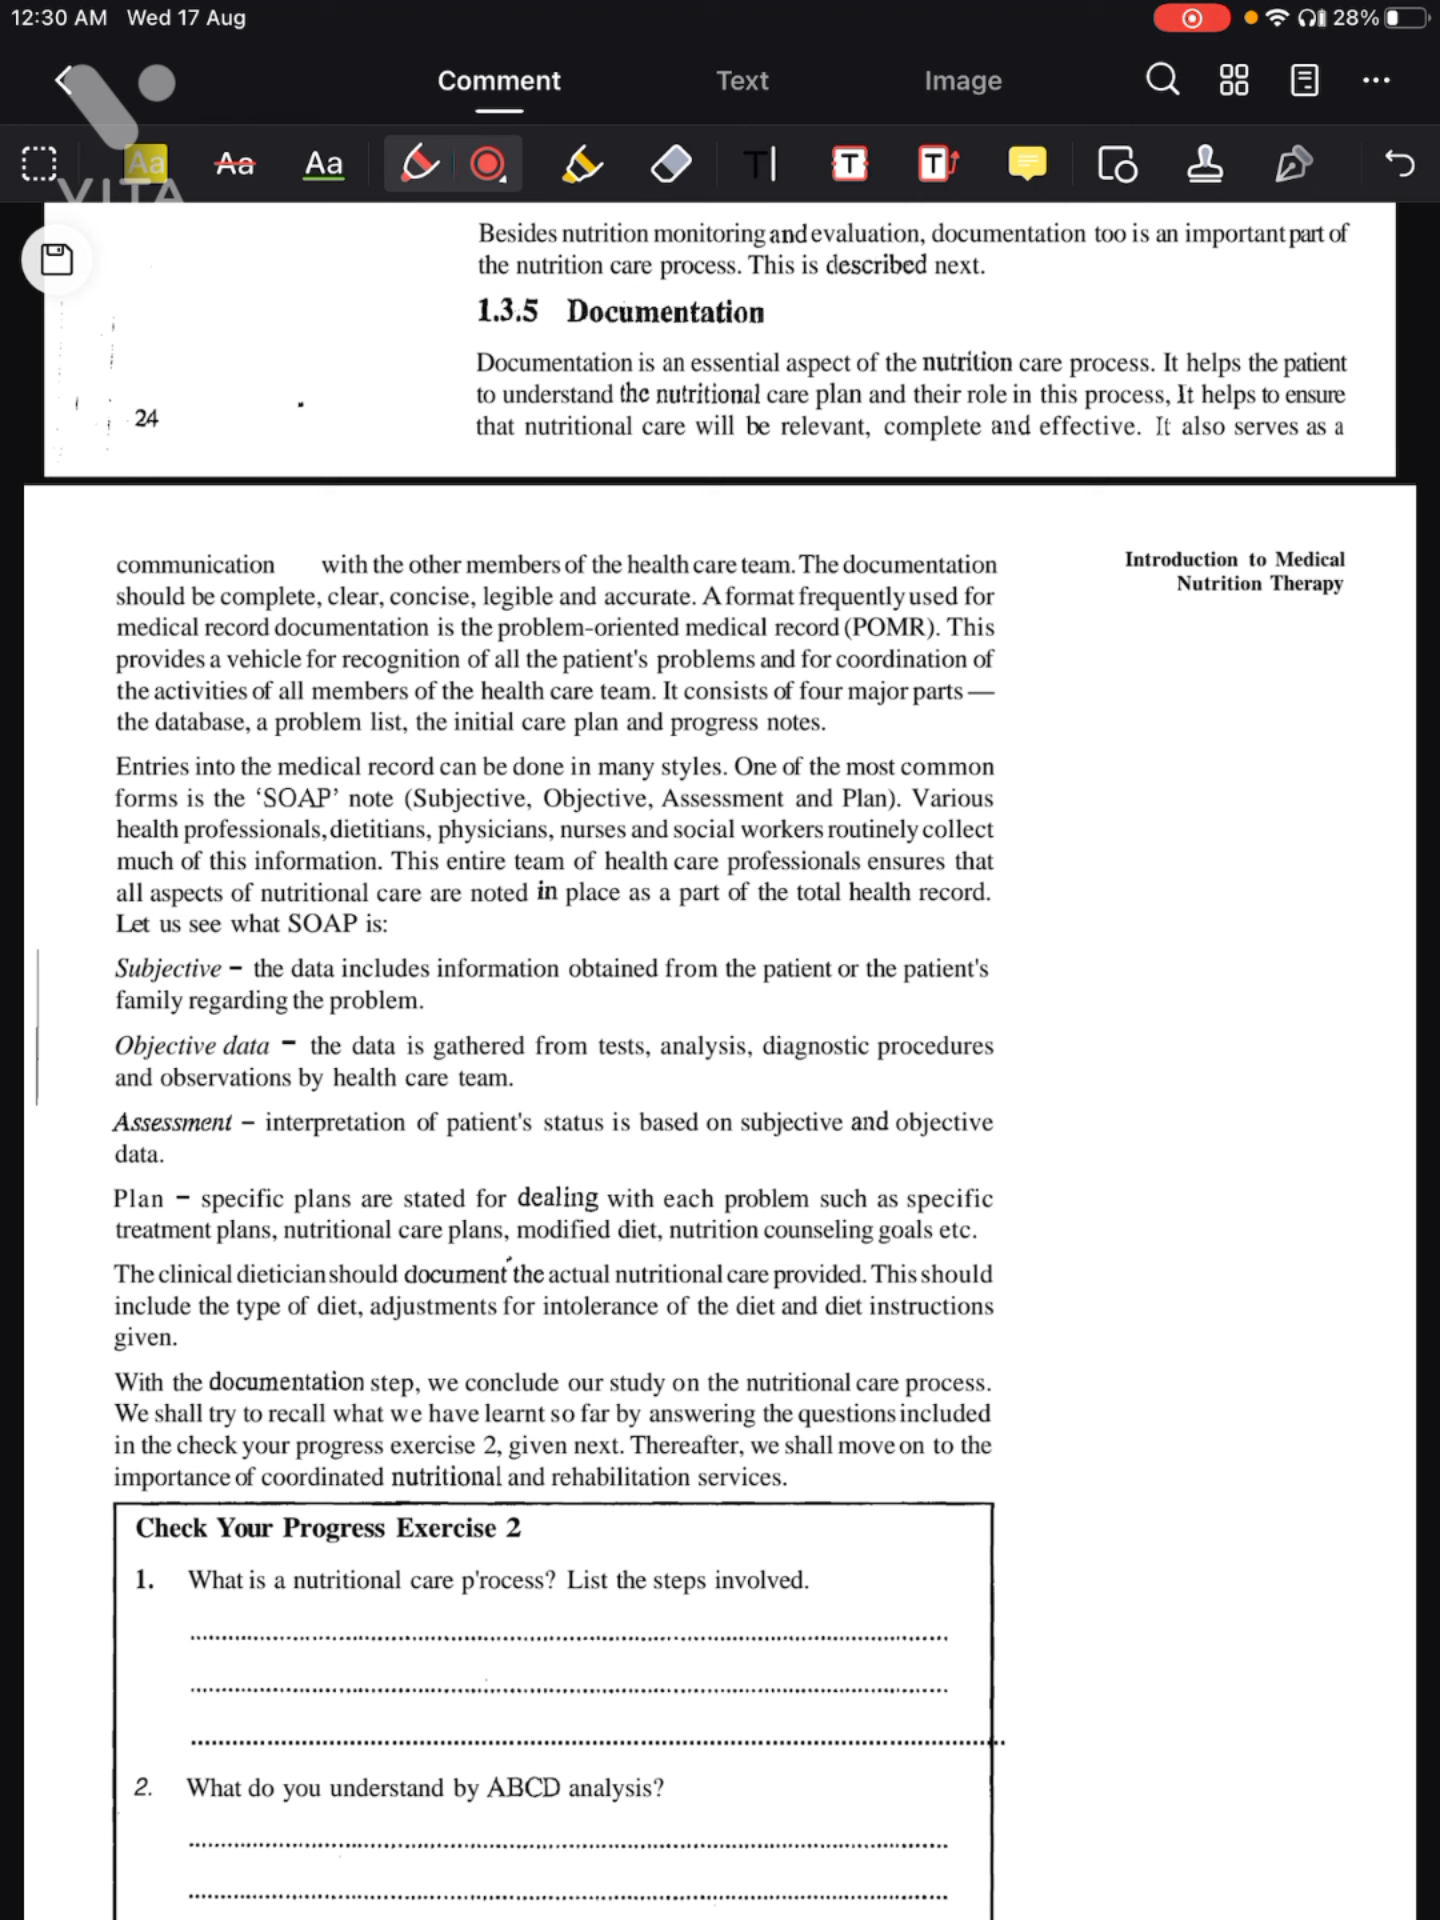 12:30 AM Wed 17 Aug
28%
Comment Text Image
Aa Aa Aa T T T
VITA
Besides nutrition monitoring and evaluation, documentation too is an important part of
the nutrition care process. This is described next.
1.3.5 Documentation
Documentation is an essential aspect of the nutrition care process. It helps the patient
to understand the nutritional care plan and their role in this process, It helps to ensure
that nutritional care will be relevant, complete and effective. It also serves as a
24
communication with the other members of the health care team. The documentation
should be complete, clear, concise, legible and accurate. A format frequently used for
medical record documentation is the problem-oriented medical record (POMR). This
provides a vehicle for recognition of all the patient's problems and for coordination of
the activities of all members of the health care team. It consists of four major parts —
the database, a problem list, the initial care plan and progress notes.
Introduction to Medical
Nutrition Therapy
Entries into the medical record can be done in many styles. One of the most common
forms is the ‘SOAP’ note (Subjective, Objective, Assessment and Plan). Various
health professionals, dietitians, physicians, nurses and social workers routinely collect
much of this information. This entire team of health care professionals ensures that
all aspects of nutritional care are noted in place as a part of the total health record.
Let us see what SOAP is:
Subjective – the data includes information obtained from the patient or the patient's
family regarding the problem.
Objective data – the data is gathered from tests, analysis, diagnostic procedures
and observations by health care team.
Assessment – interpretation of patient's status is based on subjective and objective
data.
Plan – specific plans are stated for dealing with each problem such as specific
treatment plans, nutritional care plans, modified diet, nutrition counseling goals etc.
The clinical dietician should document the actual nutritional care provided. This should
include the type of diet, adjustments for intolerance of the diet and diet instructions
given.
With the documentation step, we conclude our study on the nutritional care process.
We shall try to recall what we have learnt so far by answering the questions included
in the check your progress exercise 2, given next. Thereafter, we shall move on to the
importance of coordinated nutritional and rehabilitation services.
Check Your Progress Exercise 2
1. What is a nutritional care p'rocess? List the steps involved.
2. What do you understand by ABCD analysis?